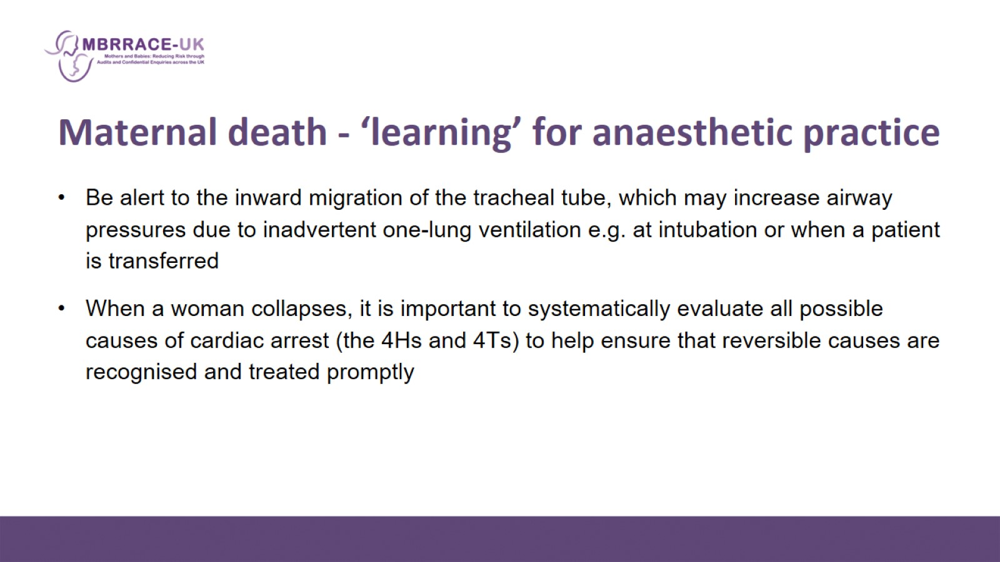 MBRRACE-UK
Mothers and Babies: Reducing Risk through
Audits and Confidential Enquiries across the UK
Maternal death - ‘learning’ for anaesthetic practice
• Be alert to the inward migration of the tracheal tube, which may increase airway
pressures due to inadvertent one-lung ventilation e.g. at intubation or when a patient
is transferred
• When a woman collapses, it is important to systematically evaluate all possible
causes of cardiac arrest (the 4Hs and 4Ts) to help ensure that reversible causes are
recognised and treated promptly